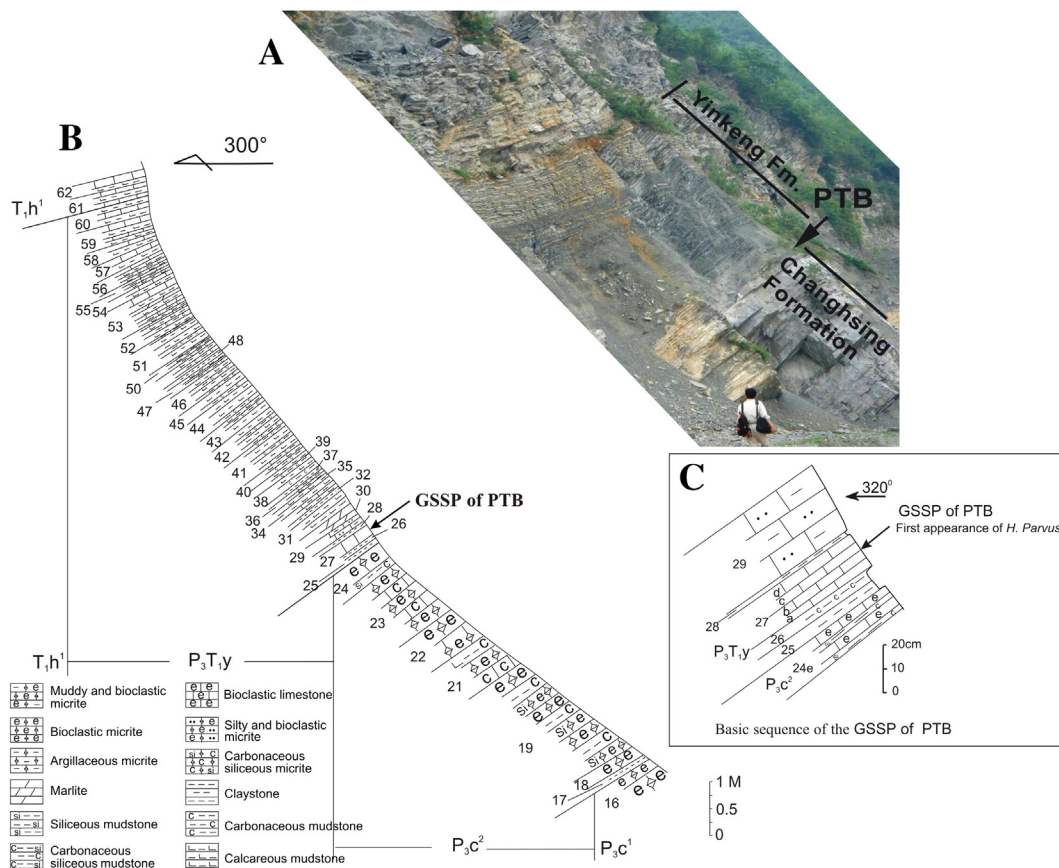 A
Yinkeng Fm.
PTB
Changhsing
Formation
B
300°
62
T₁h¹
61
60
59
58
57
56
55
54
53
52
51
50
48
47
46
45
44
43
42
41
40
39
37
35
32
30
28
26
38
36
34
31
29
27
25
24
23
22
21
19
18
17
16
GSSP of PTB
C
320⁰
GSSP of PTB
First appearance of H. Parvus
29
d
c
b
a
28
27
26
25
24e
P₃T₁y
P₃c²
20cm
10
0
Basic sequence of the GSSP of PTB
T₁h¹
P₃T₁y
P₃c²
P₃c¹
1 M
0.5
0
Muddy and bioclastic
micrite
Bioclastic micrite
Argillaceous micrite
Marlite
Siliceous mudstone
Carbonaceous
siliceous mudstone
Bioclastic limestone
Silty and bioclastic
micrite
Carbonaceous
siliceous micrite
Claystone
Carbonaceous mudstone
Calcareous mudstone